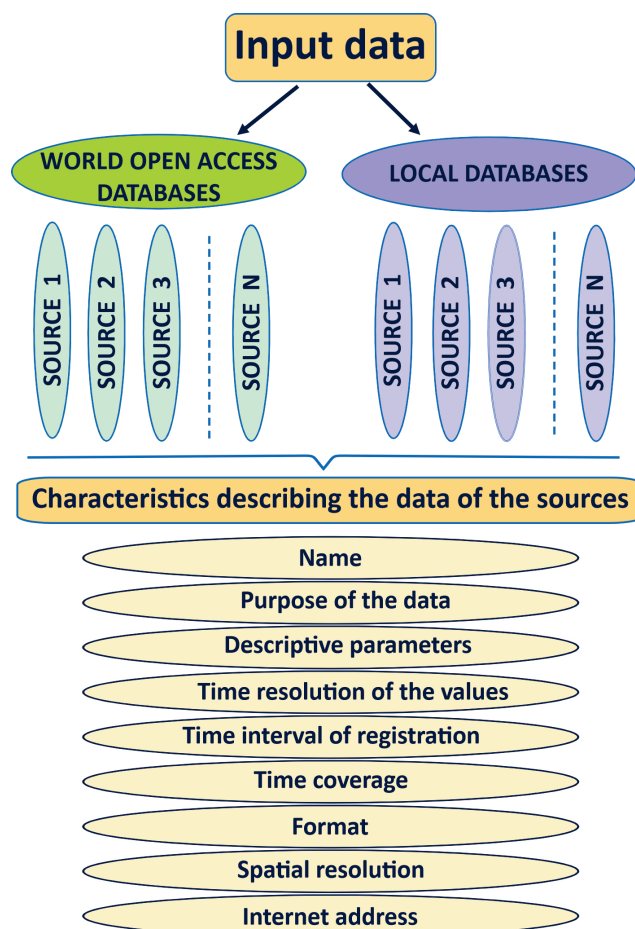 Input data
WORLD OPEN ACCESS
DATABASES
LOCAL DATABASES
SOURCE 1
SOURCE 2
SOURCE 3
SOURCE N
SOURCE 1
SOURCE 2
SOURCE 3
SOURCE N
Characteristics describing the data of the sources
Name
Purpose of the data
Descriptive parameters
Time resolution of the values
Time interval of registration
Time coverage
Format
Spatial resolution
Internet address